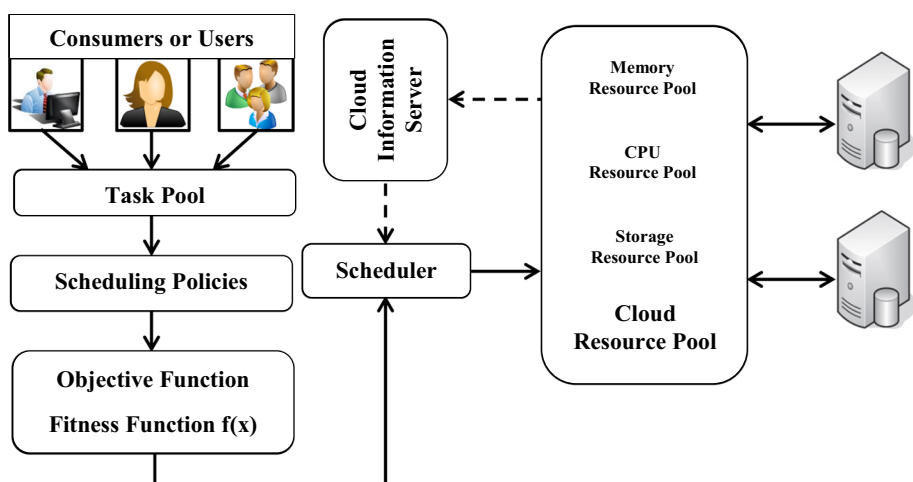 Consumers or Users
Task Pool
Scheduling Policies
Objective Function
Fitness Function f(x)
Cloud
Information
Server
Scheduler
Memory
Resource Pool
CPU
Resource Pool
Storage
Resource Pool
Cloud
Resource Pool